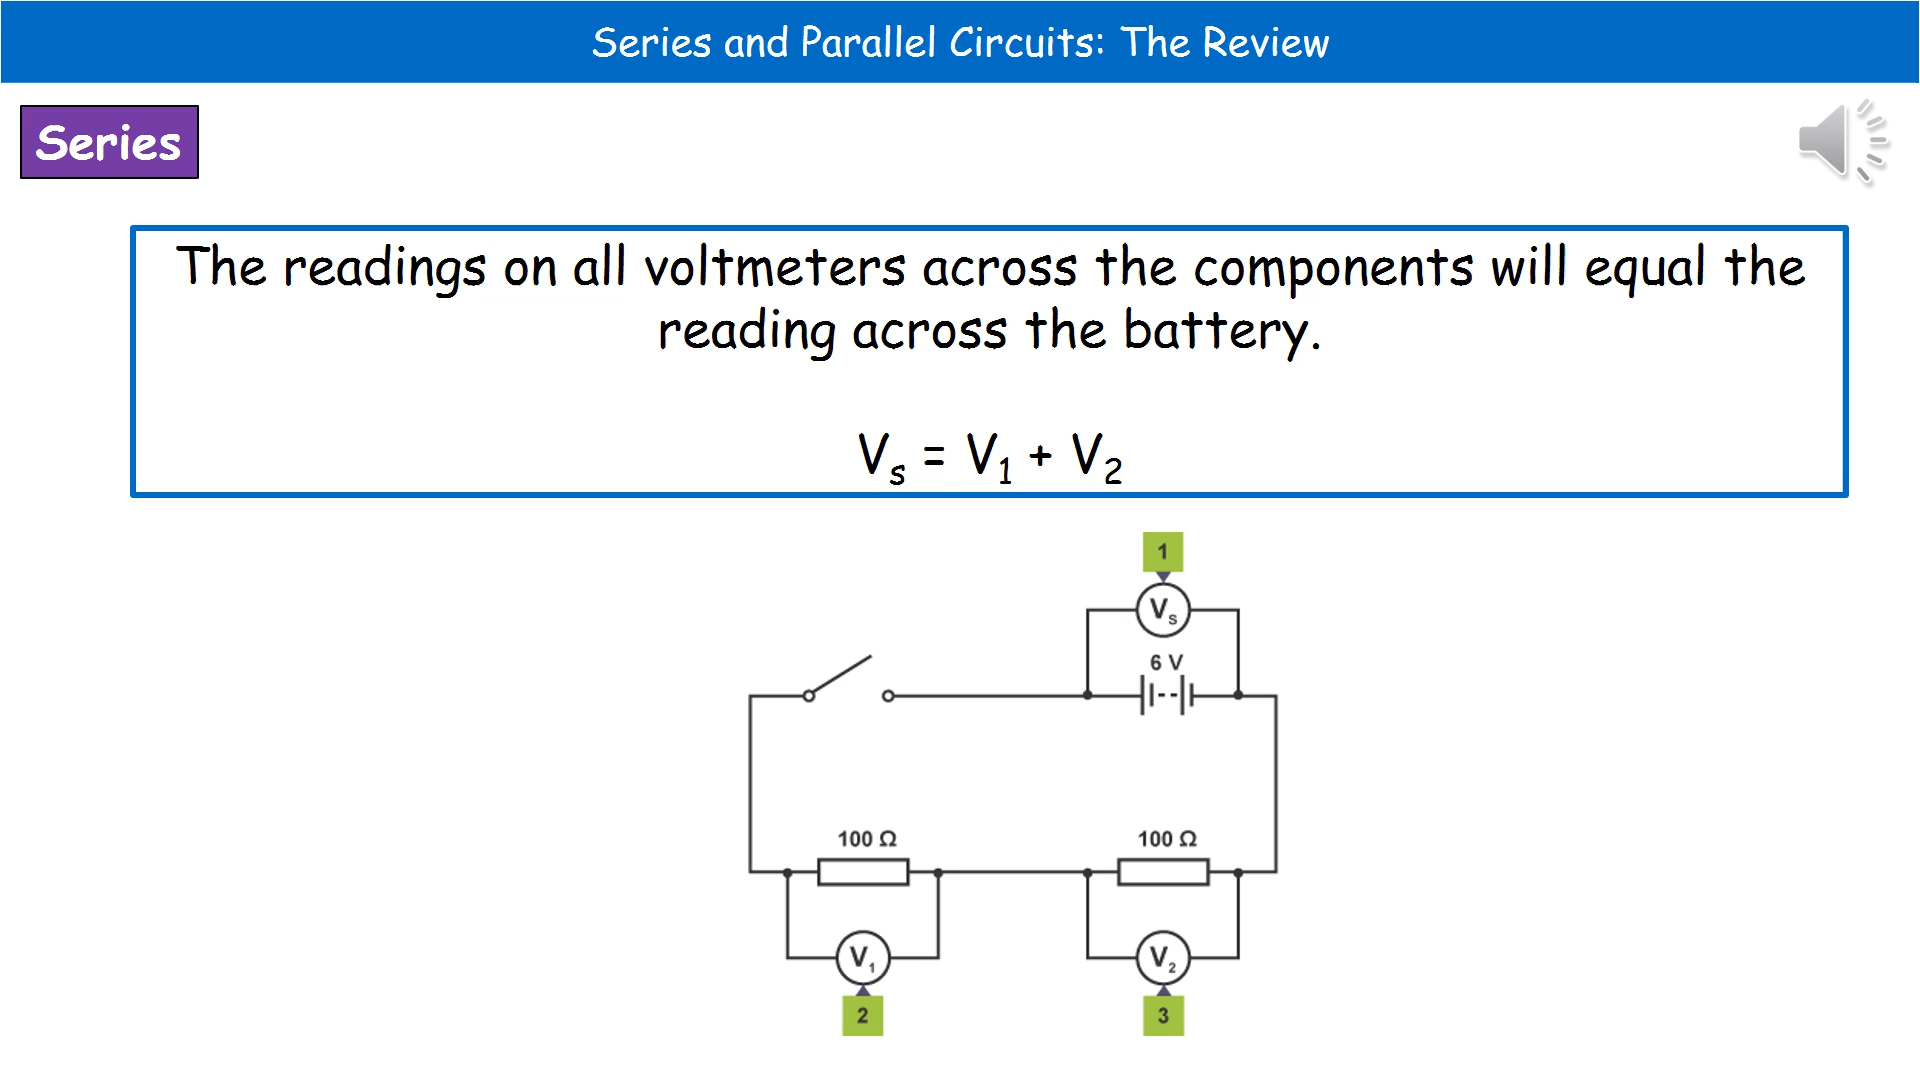 Series and Parallel Circuits: The Review
Series
The readings on all voltmeters across the components will equal the
reading across the battery.
Vₛ = V₁ + V₂
1
Vₛ
6 V
100 Ω
100 Ω
V₁
V₂
2
3